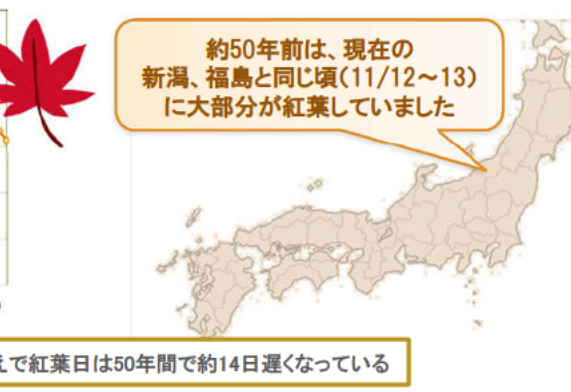 約50年前は、現在の
新潟、福島と同じ頃(11/12～13)
に大部分が紅葉していました
えで紅葉日は50年間で約14日遅くなっている